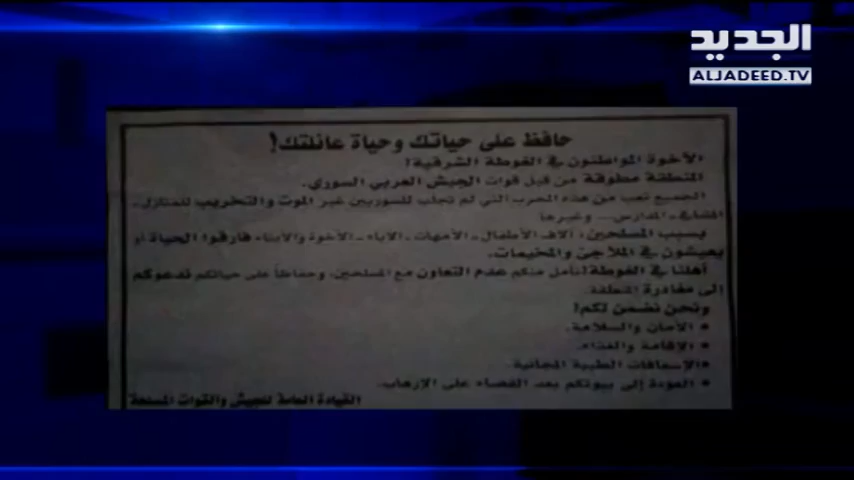 الجديد
ALJADEED.TV
حافظ على حياتك وحياة عائلتك!
الأخوة المواطنون في الغوطة الشرقية!
المنطقة مطوقة من قبل قوات الجيش العربي السوري.
الجميع تعب من هذه الحرب التي لم تجلب للسوريين غير الموت والتخريب للمنازل-
المشافي-المدارس... وغيرها
بسبب المسلحين، آلاف الأطفال-الأمهات-الآباء-الأخوة والأبناء فارقوا الحياة أو
يعيشون في الملاجئ والمخيمات.
أهلنا في الغوطة! نأمل منكم عدم التعاون مع المسلحين، وحفاظاً على حياتكم ندعوكم
إلى مغادرة المنطقة.
ونحن نضمن لكم!
• الأمان والسلامة.
• الإقامة والغذاء.
• الإسعافات الطبية المجانية.
• العودة إلى بيوتكم بعد القضاء على الإرهاب.
القيادة العامة للجيش والقوات المسلحة